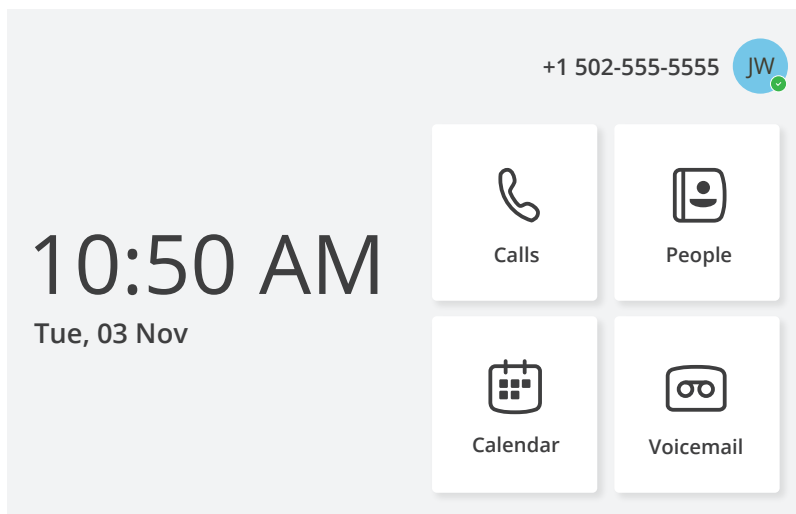 +1 502-555-5555
JW
10:50 AM
Tue, 03 Nov
Calls
People
Calendar
Voicemail